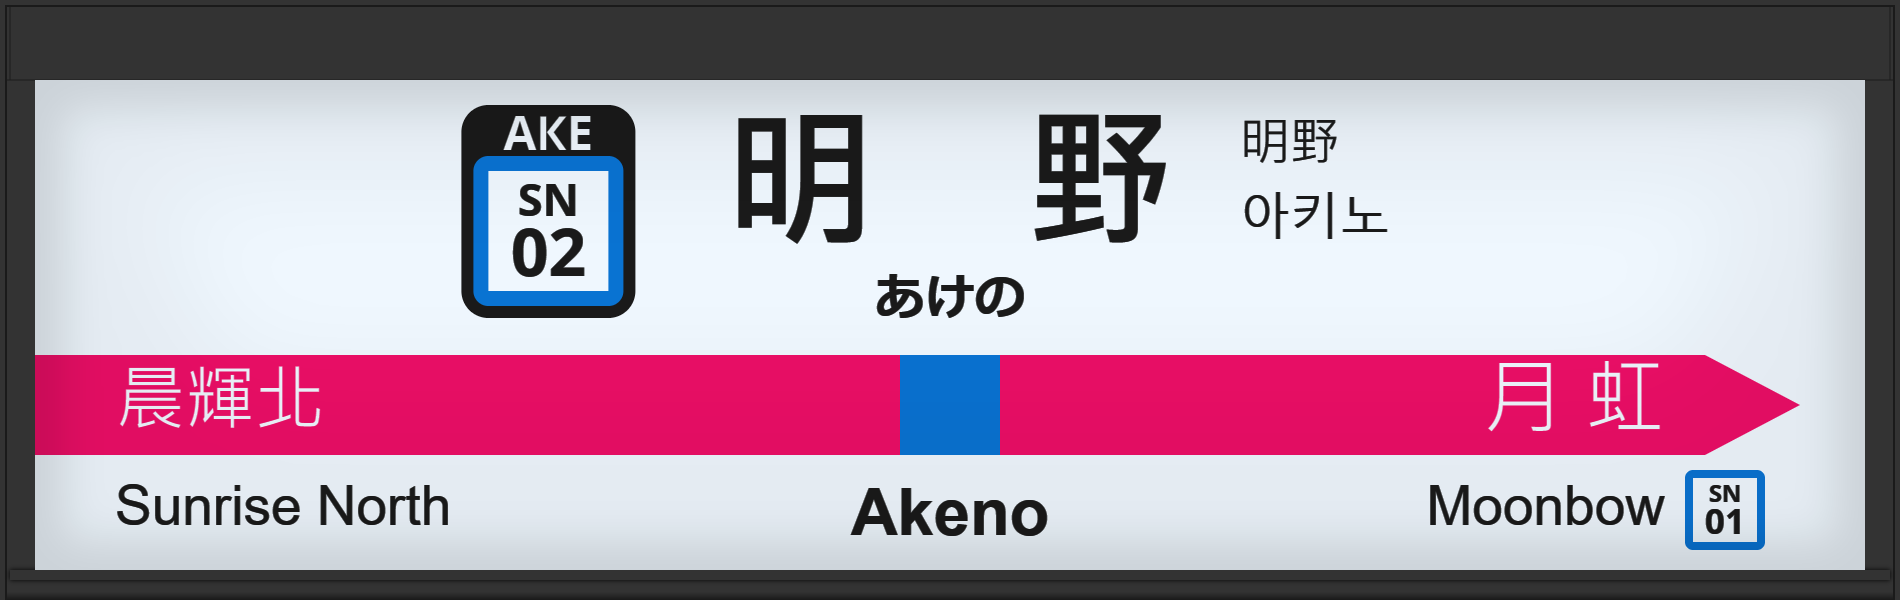 AKE
SN
02
明 野
あけの
明野
아키노
晨輝北
月 虹
Sunrise North
Akeno
Moonbow
SN
01